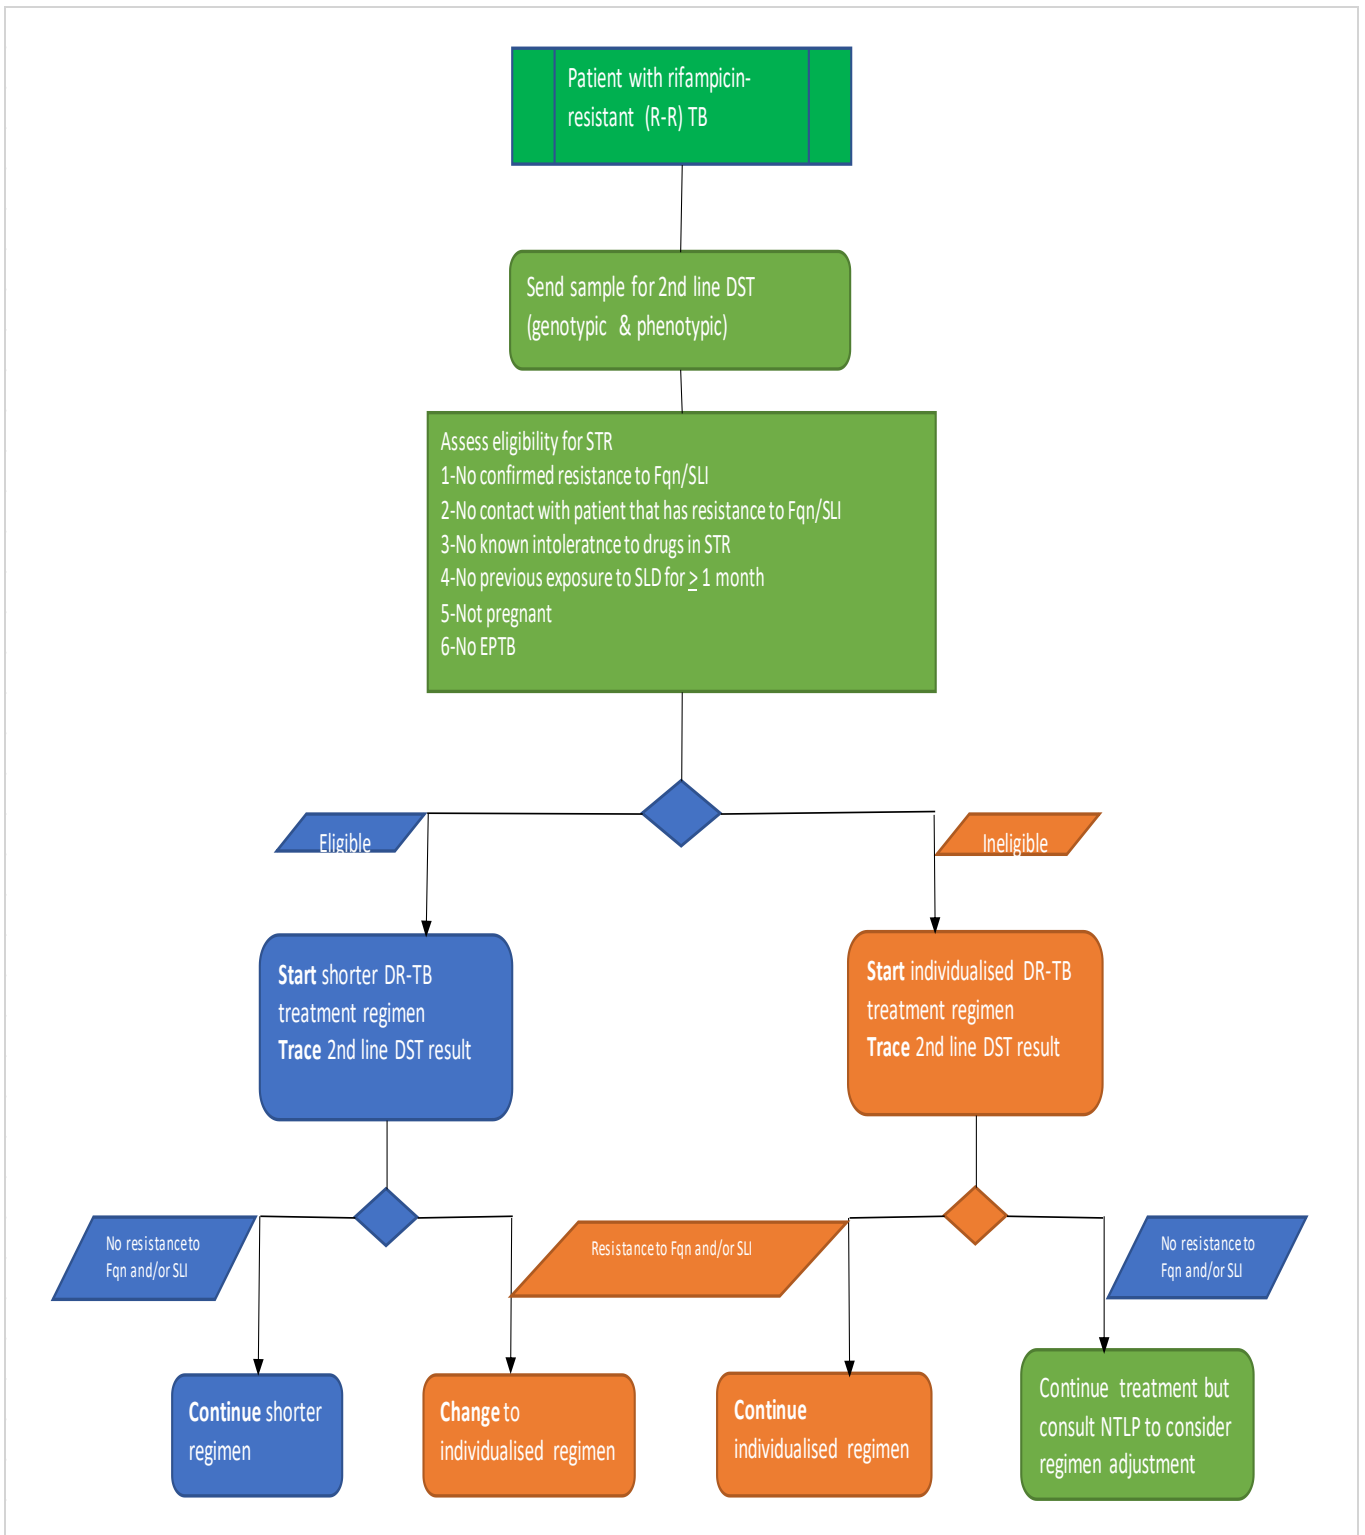 Patient with rifampicin-
resistant (R-R) TB
Send sample for 2nd line DST
(genotypic & phenotypic)
Assess eligibility for STR
1-No confirmed resistance to Fqn/SLI
2-No contact with patient that has resistance to Fqn/SLI
3-No known intoleratnce to drugs in STR
4-No previous exposure to SLD for ≥ 1 month
5-Not pregnant
6-No EPTB
Eligible
Ineligible
Start shorter DR-TB
treatment regimen
Trace 2nd line DST result
Start individualised DR-TB
treatment regimen
Trace 2nd line DST result
No resistance to
Fqn and/or SLI
Resistance to Fqn and/or SLI
No resistance to
Fqn and/or SLI
Continue shorter
regimen
Change to
individualised regimen
Continue
individualised regimen
Continue treatment but
consult NTLP to consider
regimen adjustment